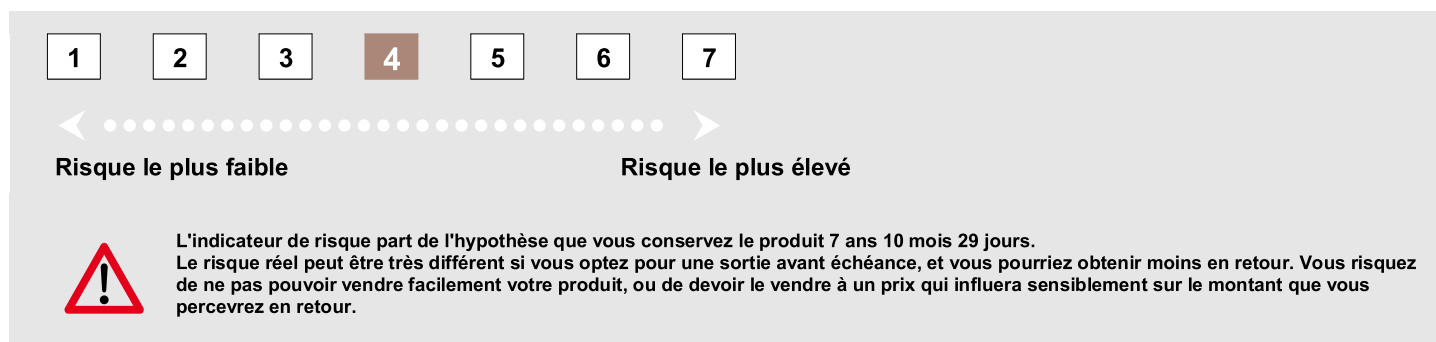 1 2 3 4 5 6 7
Risque le plus faible Risque le plus élevé
L'indicateur de risque part de l'hypothèse que vous conservez le produit 7 ans 10 mois 29 jours.
Le risque réel peut être très différent si vous optez pour une sortie avant échéance, et vous pourriez obtenir moins en retour. Vous risquez
de ne pas pouvoir vendre facilement votre produit, ou de devoir le vendre à un prix qui influera sensiblement sur le montant que vous
percevrez en retour.